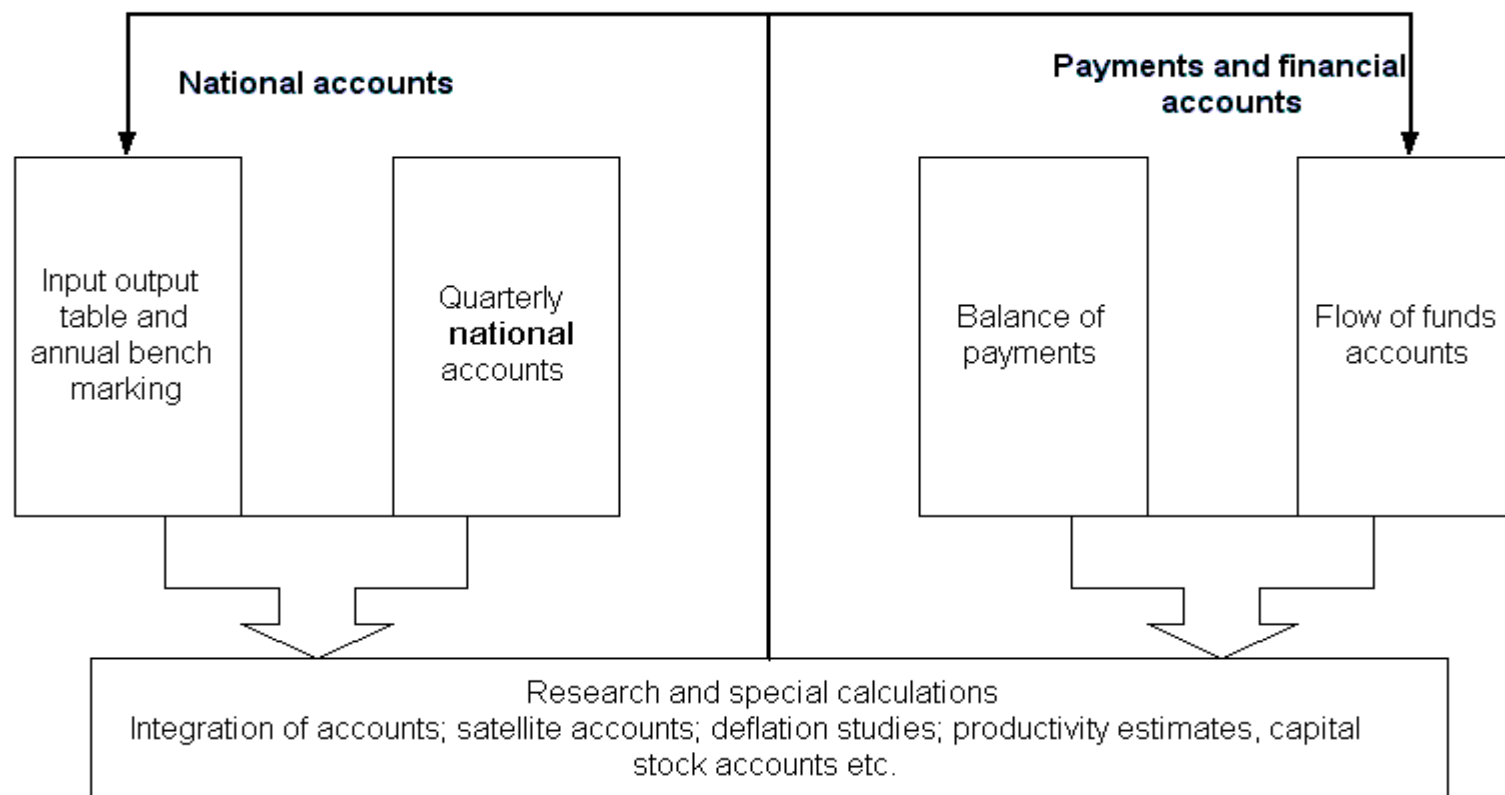 National accounts
Payments and financial
accounts
Input output
table and
annual bench
marking
Quarterly
national
accounts
Balance of
payments
Flow of funds
accounts
Research and special calculations
Integration of accounts; satellite accounts; deflation studies; productivity estimates, capital
stock accounts etc.